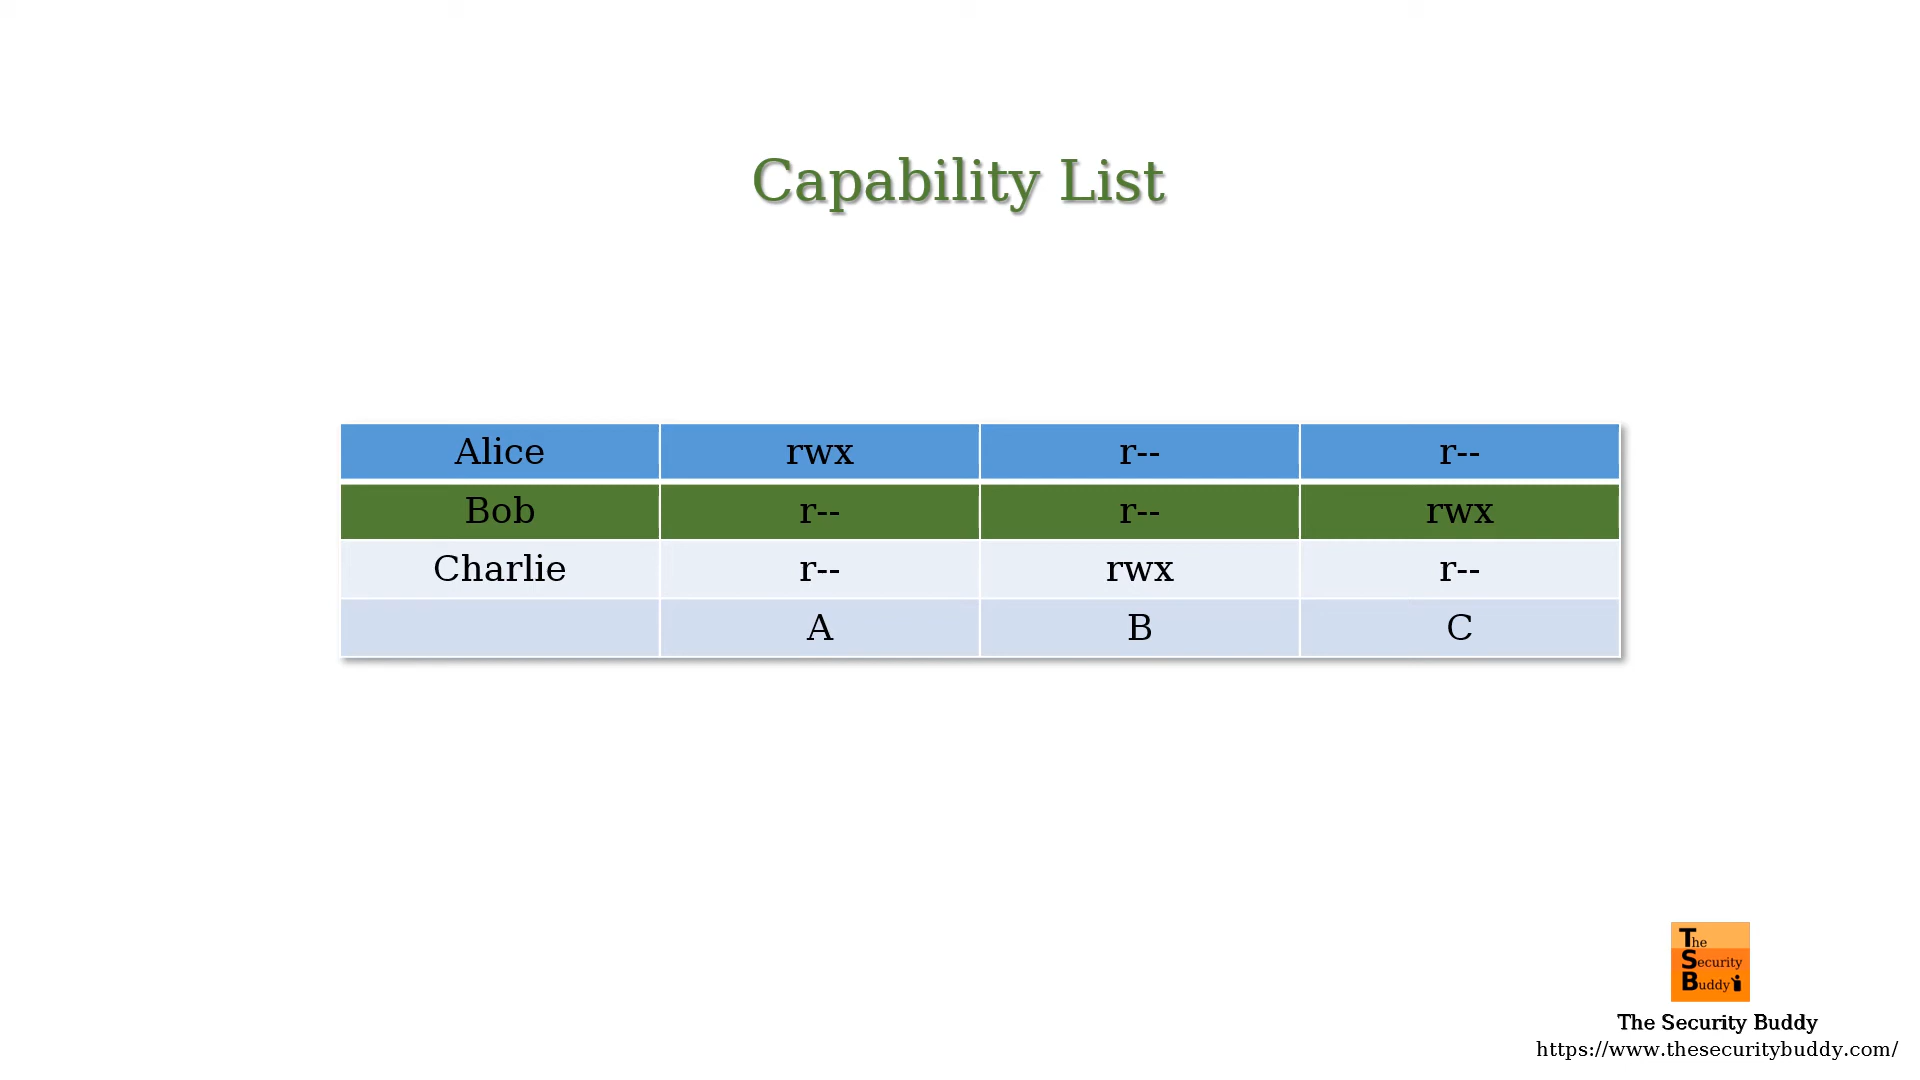 Capability List
Alice rwx r-- r--
Bob r-- r-- rwx
Charlie r-- rwx r--
A B C
The
Security
Buddy
The Security Buddy
https://www.thesecuritybuddy.com/